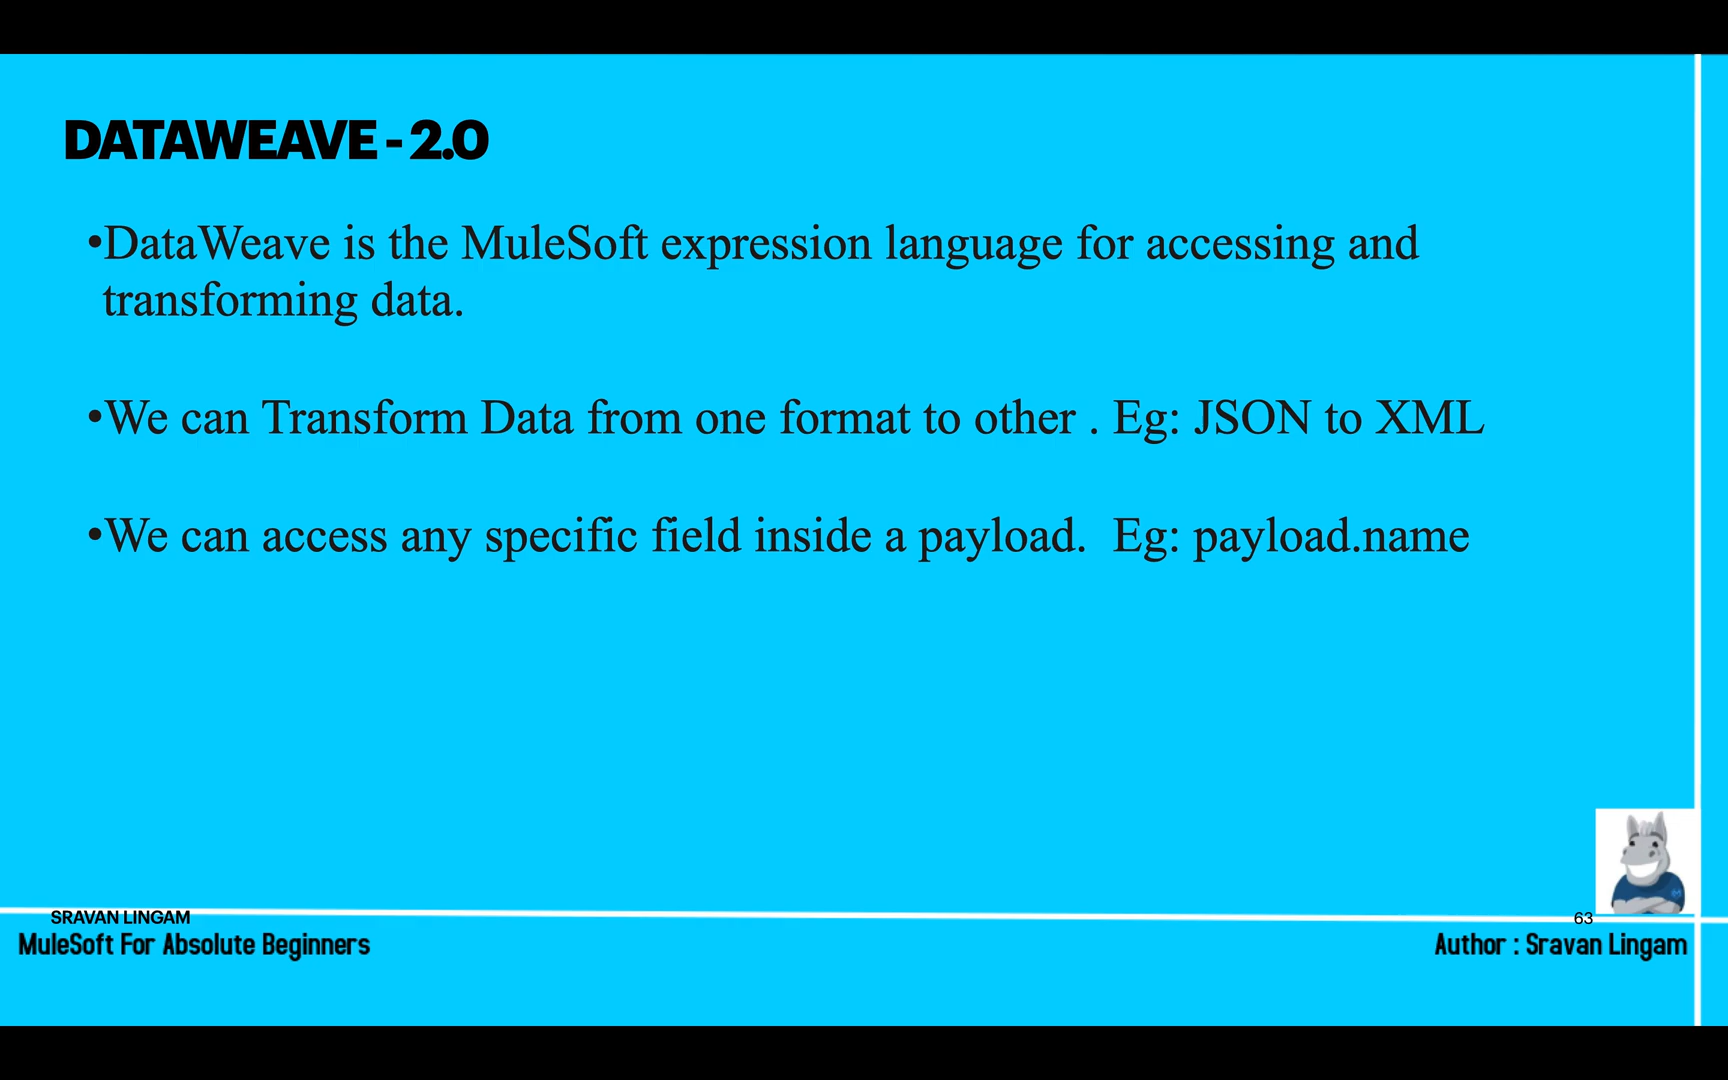 DATAWEAVE - 2.0
•DataWeave is the MuleSoft expression language for accessing and
transforming data.
•We can Transform Data from one format to other . Eg: JSON to XML
•We can access any specific field inside a payload.  Eg: payload.name
SRAVAN LINGAM
63
MuleSoft For Absolute Beginners
Author : Sravan Lingam